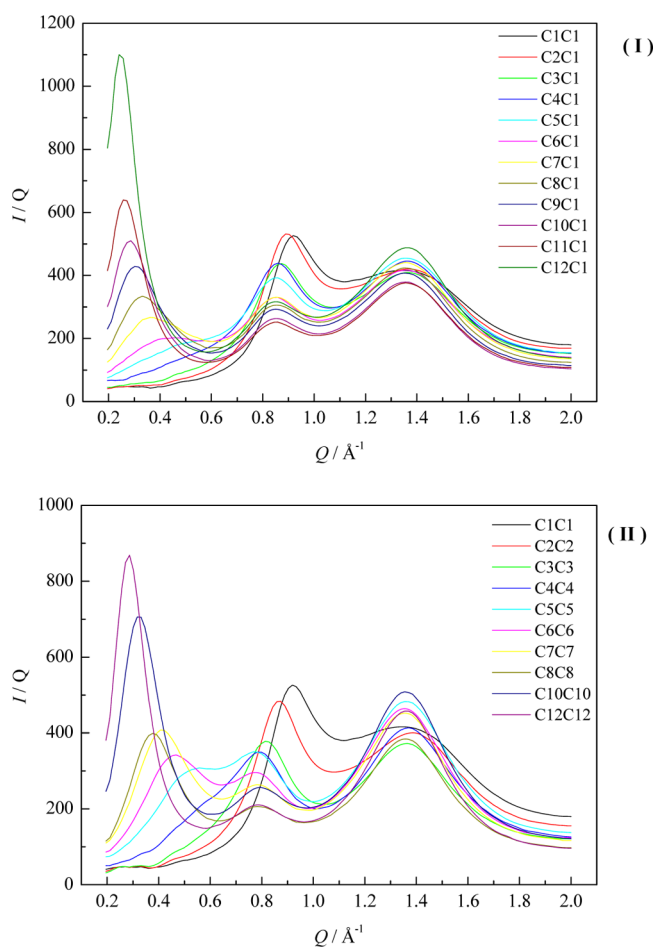 1200
1000
800
600
400
200
0
I / Q
0.2 0.4 0.6 0.8 1.0 1.2 1.4 1.6 1.8 2.0
Q / Å-1
C1C1
C2C1
C3C1
C4C1
C5C1
C6C1
C7C1
C8C1
C9C1
C10C1
C11C1
C12C1
( I )
1000
800
600
400
200
0
I / Q
0.2 0.4 0.6 0.8 1.0 1.2 1.4 1.6 1.8 2.0
Q / Å-1
C1C1
C2C2
C3C3
C4C4
C5C5
C6C6
C7C7
C8C8
C10C10
C12C12
( II )